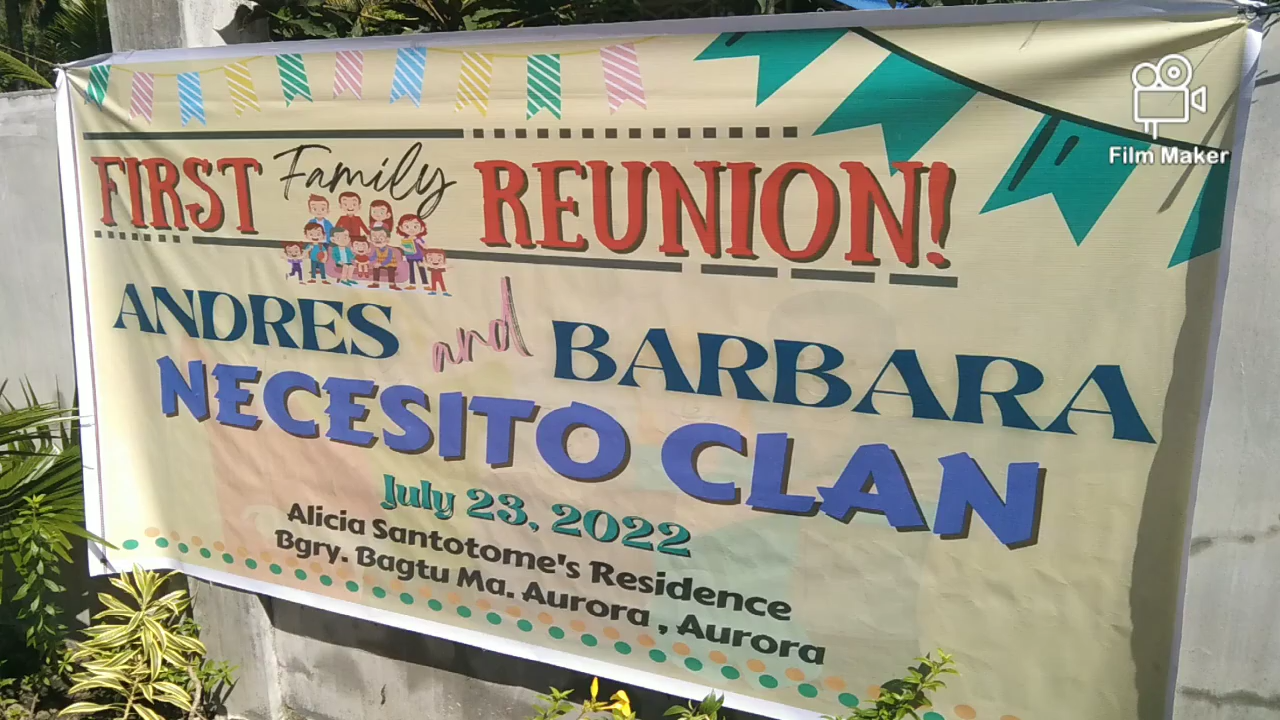 Film Maker
FIRST Family REUNION!
ANDRES and BARBARA
NECESITO CLAN
July 23, 2022
Alicia Santotome's Residence
Bgry. Bagtu Ma. Aurora , Aurora